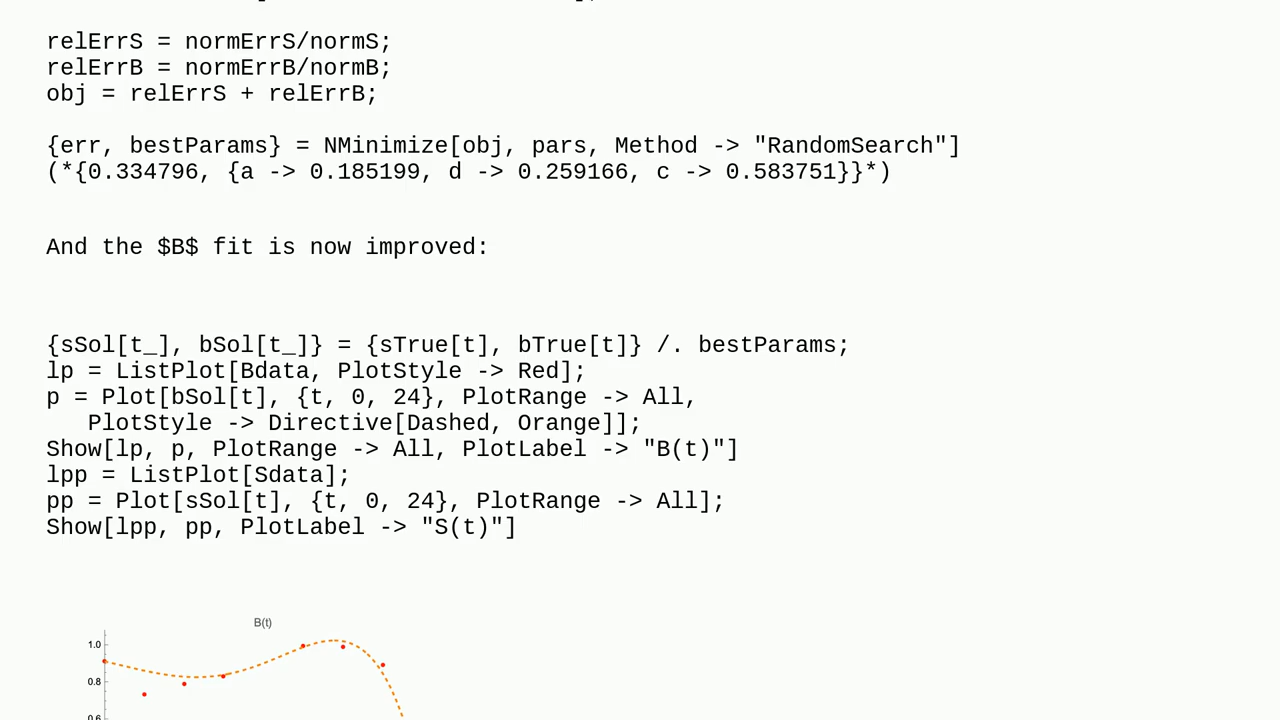 relErrS = normErrS/normS;
relErrB = normErrB/normB;
obj = relErrS + relErrB;
{err, bestParams} = NMinimize[obj, pars, Method -> "RandomSearch"]
(*{0.334796, {a -> 0.185199, d -> 0.259166, c -> 0.583751}}*)
And the $B$ fit is now improved:
{sSol[t_], bSol[t_]} = {sTrue[t], bTrue[t]} /. bestParams;
lp = ListPlot[Bdata, PlotStyle -> Red];
p = Plot[bSol[t], {t, 0, 24}, PlotRange -> All,
   PlotStyle -> Directive[Dashed, Orange]];
Show[lp, p, PlotRange -> All, PlotLabel -> "B(t)"]
lpp = ListPlot[Sdata];
pp = Plot[sSol[t], {t, 0, 24}, PlotRange -> All];
Show[lpp, pp, PlotLabel -> "S(t)"]
B(t)
1.0
0.8
0.6